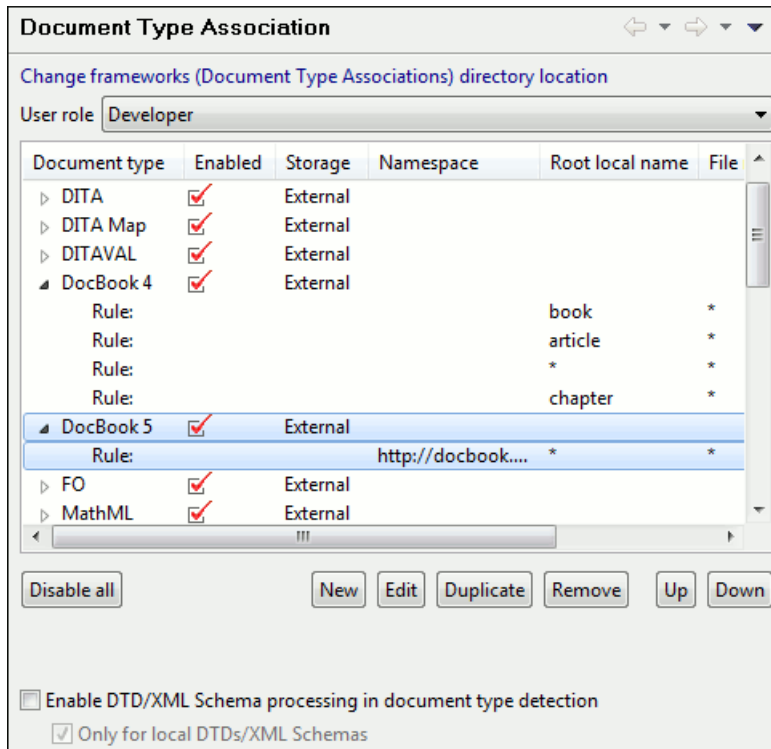 Document Type Association
Change frameworks (Document Type Associations) directory location
User role Developer
Document type Enabled Storage Namespace Root local name File
DITA External
DITA Map External
DITAVAL External
DocBook 4 External
Rule: book *
Rule: article *
Rule: * *
Rule: chapter *
DocBook 5 External
Rule: http://docbook.... * *
FO External
MathML External
Disable all New Edit Duplicate Remove Up Down
Enable DTD/XML Schema processing in document type detection
Only for local DTDs/XML Schemas